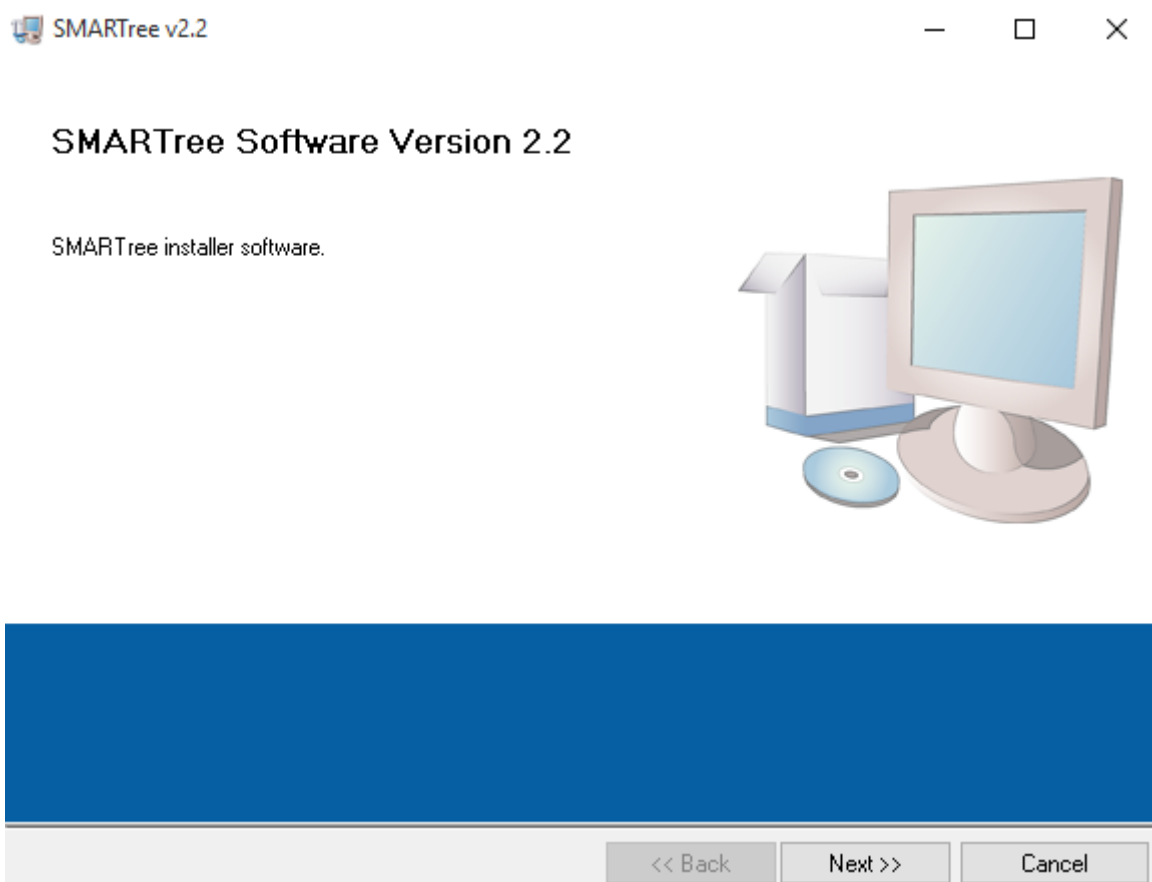 SMARTree v2.2
SMARTree Software Version 2.2
SMARTree installer software.
<< Back
Next >>
Cancel